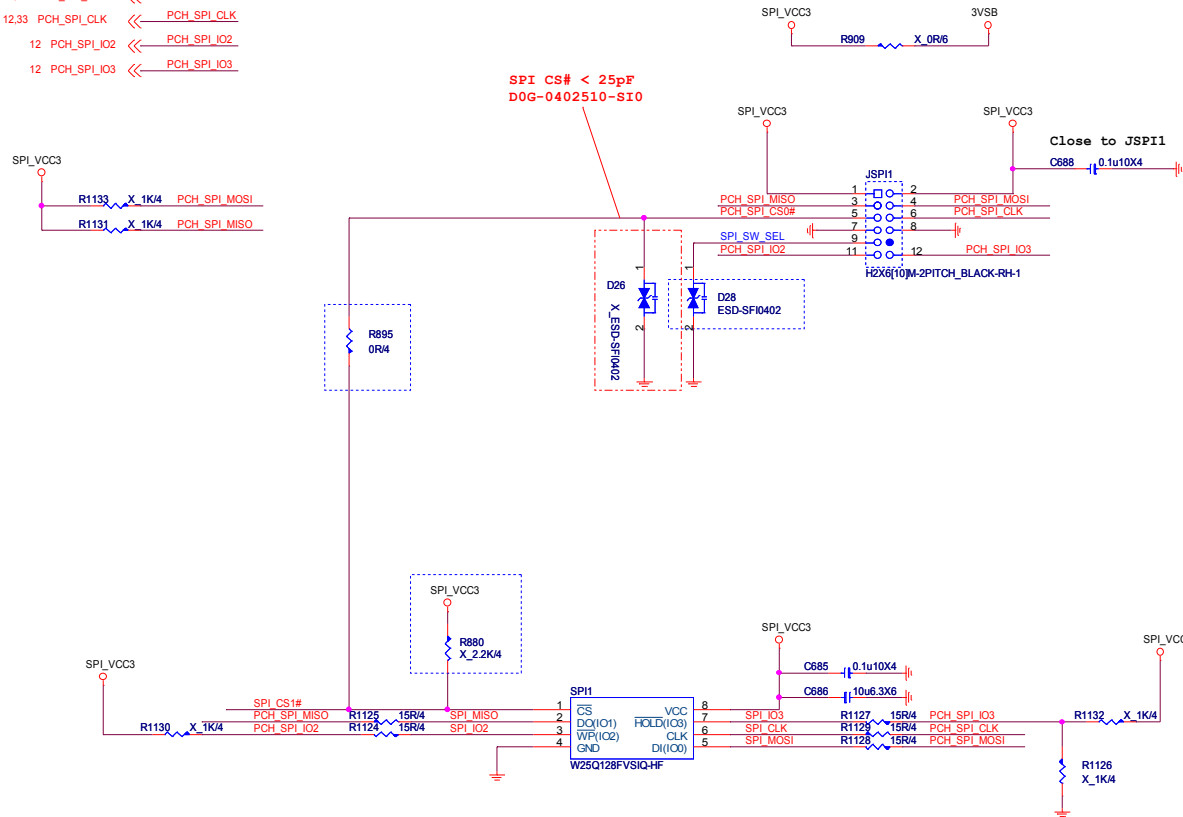 12,33 PCH_SPI_CLK PCH_SPI_CLK
12 PCH_SPI_IO2 PCH_SPI_IO2
12 PCH_SPI_IO3 PCH_SPI_IO3
SPI_VCC3 3VSB
R909 X_0R/6
SPI CS# < 25pF
D0G-0402510-SI0
SPI_VCC3 SPI_VCC3
Close to JSPI1
C688 0.1u10X4
SPI_VCC3
R1133 X_1K/4 PCH_SPI_MOSI
R1131 X_1K/4 PCH_SPI_MISO
JSPI1
1 2
PCH_SPI_MISO 3 4 PCH_SPI_MOSI
PCH_SPI_CS0# 5 6 PCH_SPI_CLK
7 8
SPI_SW_SEL 9
PCH_SPI_IO2 11 12 PCH_SPI_IO3
H2X6[10]M-2PITCH_BLACK-RH-1
1 1
D26
X_ESD-SFI0402
2
D28
ESD-SFI0402
2
R895
0R/4
SPI_VCC3
R880
X_2.2K/4
SPI_VCC3
R1130 X_1K/4
SPI_CS1#
PCH_SPI_MISO R1125 15R/4 SPI_MISO
PCH_SPI_IO2 R1124 15R/4 SPI_IO2
SPI1
1 CS VCC 8
2 DO(IO1) HOLD(IO3) 7
3 WP(IO2) CLK 6
4 GND DI(IO0) 5
W25Q128FVSIQ-HF
SPI_VCC3
C685 0.1u10X4
C686 10u6.3X6
SPI_IO3 R1127 15R/4 PCH_SPI_IO3
SPI_CLK R1129 15R/4 PCH_SPI_CLK
SPI_MOSI R1128 15R/4 PCH_SPI_MOSI
R1132 X_1K/4
R1126
X_1K/4